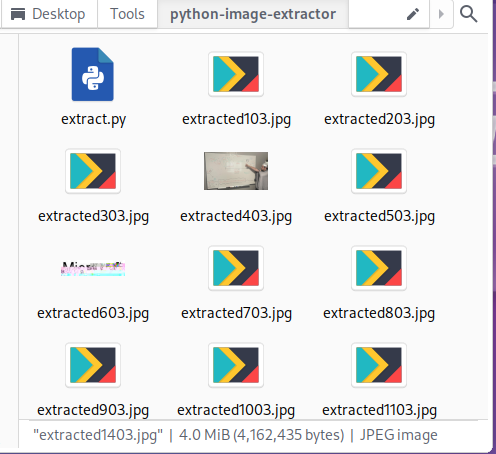 Desktop Tools python-image-extractor
extract.py extracted103.jpg extracted203.jpg
extracted303.jpg extracted403.jpg extracted503.jpg
extracted603.jpg extracted703.jpg extracted803.jpg
extracted903.jpg extracted1003.jpg extracted1103.jpg
"extracted1403.jpg" | 4.0 MiB (4,162,435 bytes) | JPEG image